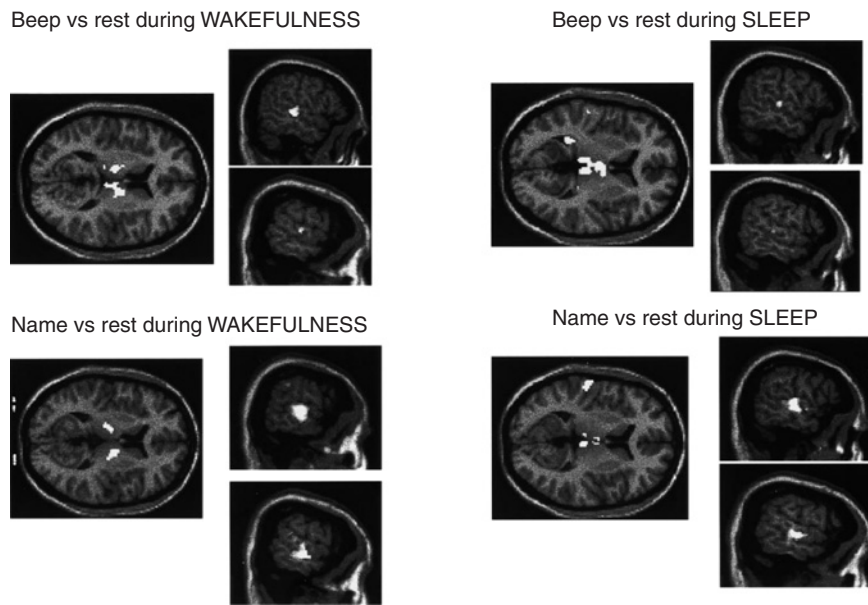 Beep vs rest during WAKEFULNESS
Beep vs rest during SLEEP
Name vs rest during WAKEFULNESS
Name vs rest during SLEEP